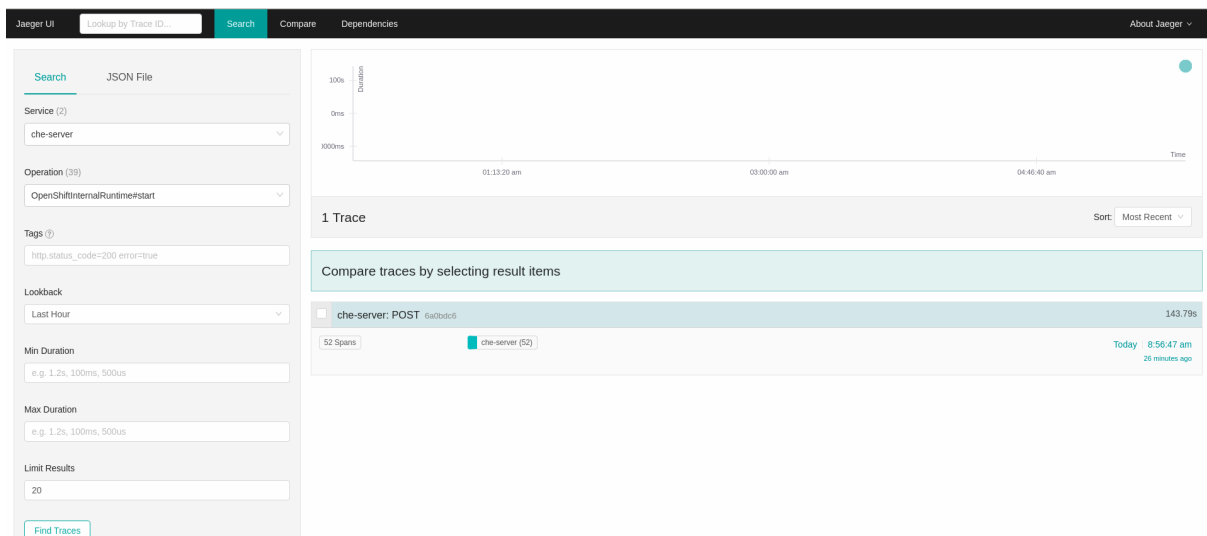 Jaeger UI Lookup by Trace ID... Search Compare Dependencies About Jaeger
Search JSON File
Service (2)
che-server
Operation (39)
OpenShiftInternalRuntime#start
Tags
http.status_code=200 error=true
Lookback
Last Hour
Min Duration
e.g. 1.2s, 100ms, 500us
Max Duration
e.g. 1.2s, 100ms, 500us
Limit Results
20
Find Traces
Duration
100s
0ms
0000ms
Time
01:13:20 am 03:00:00 am 04:46:40 am
1 Trace Sort: Most Recent
Compare traces by selecting result items
che-server: POST 6a0bdc6 143.79s
52 Spans che-server (52) Today 8:56:47 am
26 minutes ago